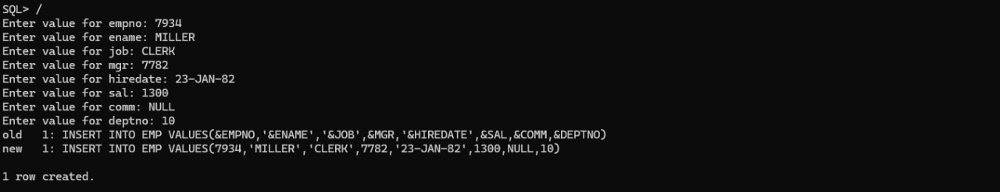 SQL> /
Enter value for empno: 7934
Enter value for ename: MILLER
Enter value for job: CLERK
Enter value for mgr: 7782
Enter value for hiredate: 23-JAN-82
Enter value for sal: 1300
Enter value for comm: NULL
Enter value for deptno: 10
old   1: INSERT INTO EMP VALUES(&EMPNO,'&ENAME','&JOB',&MGR,'&HIREDATE',&SAL,&COMM,&DEPTNO)
new   1: INSERT INTO EMP VALUES(7934,'MILLER','CLERK',7782,'23-JAN-82',1300,NULL,10)
1 row created.